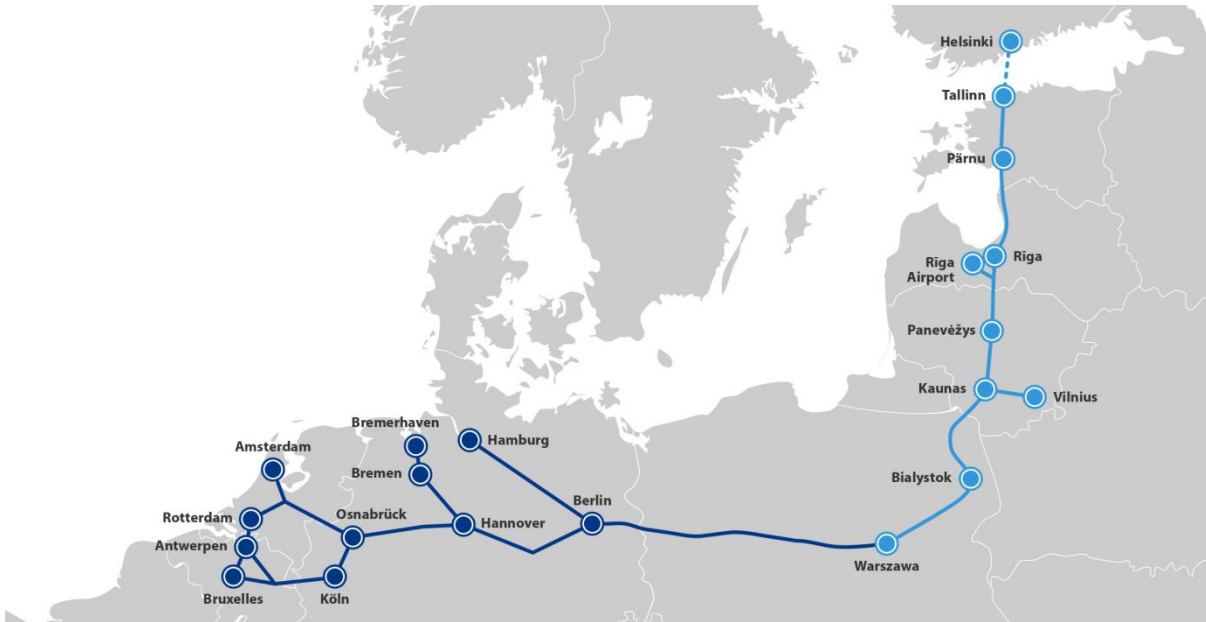 Helsinki
Tallinn
Pärnu
Rīga
Rīga
Airport
Panevėžys
Kaunas
Vilnius
Bremerhaven
Hamburg
Amsterdam
Bremen
Bialystok
Berlin
Rotterdam
Osnabrück
Hannover
Antwerpen
Warszawa
Bruxelles
Köln